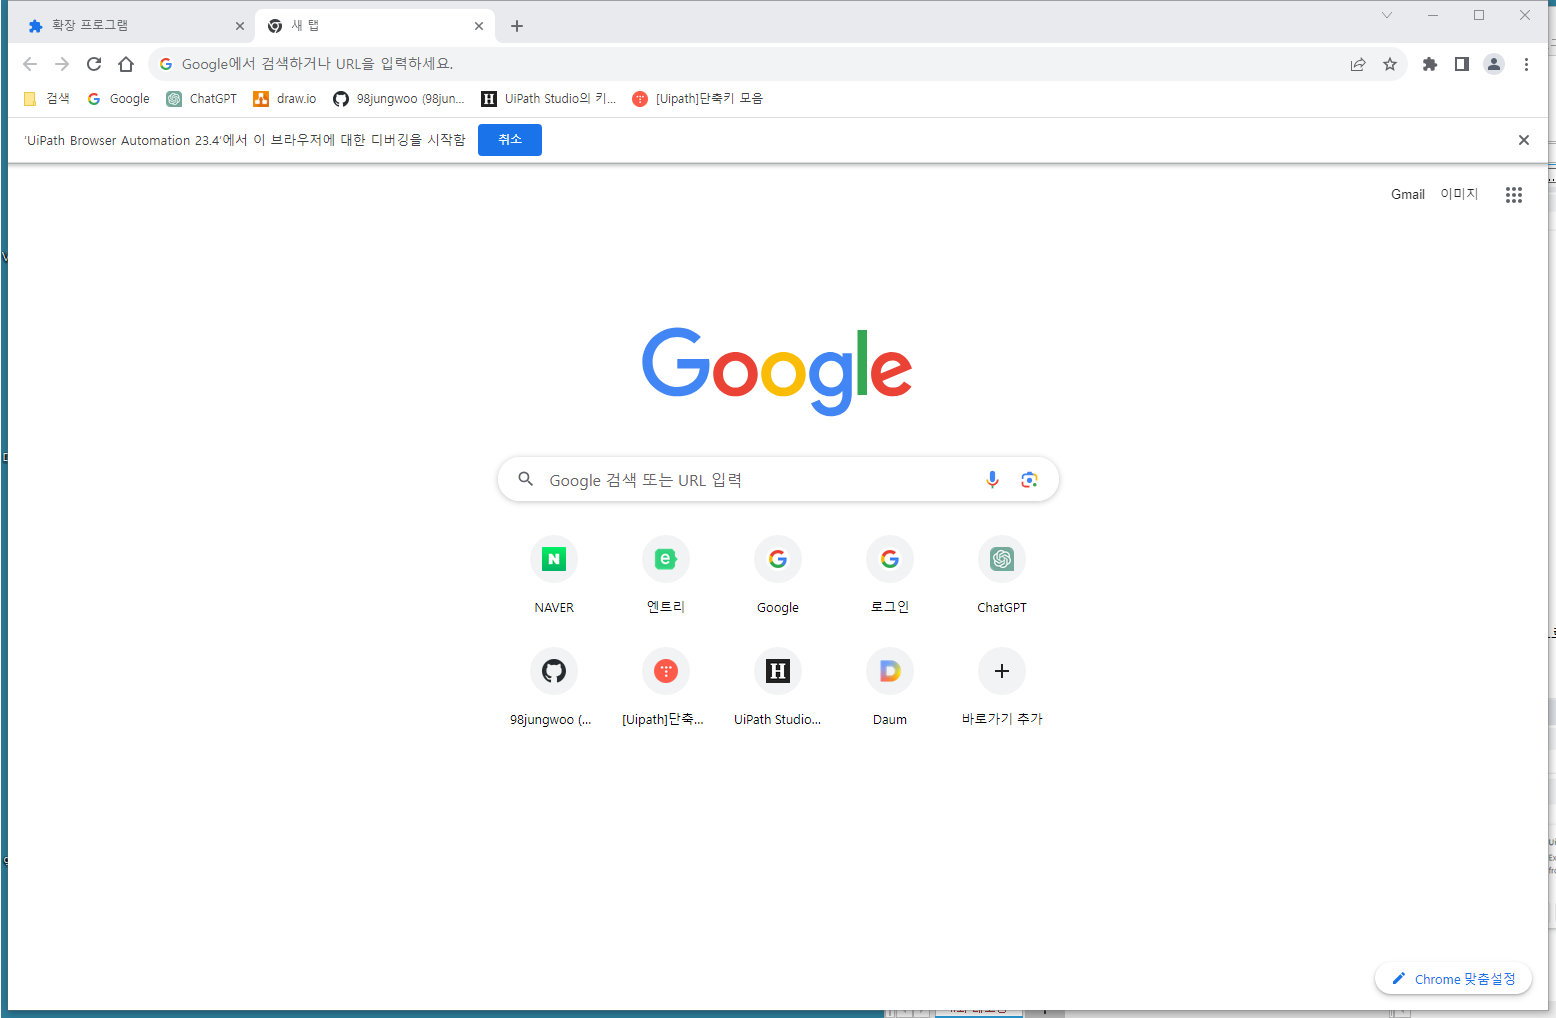 확장 프로그램
새 탭
Google에서 검색하거나 URL을 입력하세요.
검색 Google ChatGPT draw.io 98jungwoo (98jun... UiPath Studio의 키... [Uipath]단축키 모음
'UiPath Browser Automation 23.4'에서 이 브라우저에 대한 디버깅을 시작함 취소
Gmail 이미지
Google
Google 검색 또는 URL 입력
NAVER 엔트리 Google 로그인 ChatGPT
98jungwoo (... [Uipath]단축... UiPath Studio... Daum 바로가기 추가
Chrome 맞춤설정